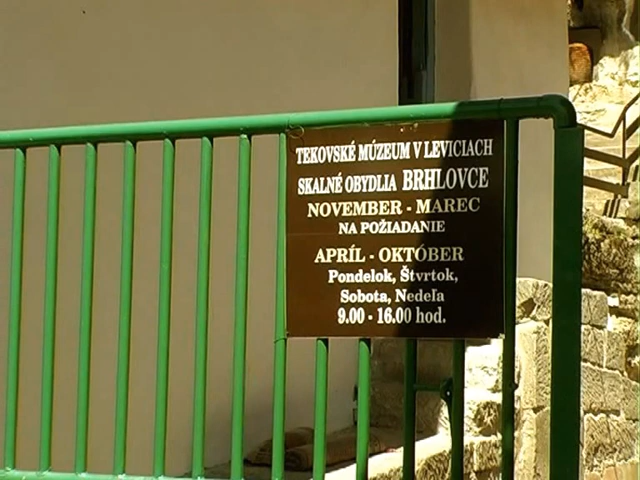 TEKOVSKÉ MÚZEUM V LEVICIACH
SKALNÉ OBYDLIA BRHLOVCE
NOVEMBER - MAREC
NA POŽIADANIE
APRÍL - OKTÓBER
Pondelok, Štvrtok,
Sobota, Nedeľa
9.00 - 16.00 hod.